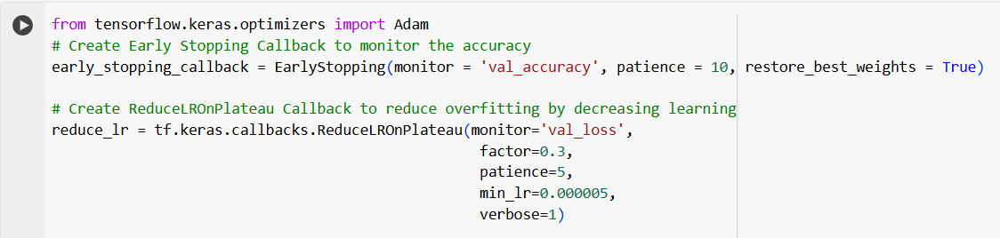 from tensorflow.keras.optimizers import Adam
# Create Early Stopping Callback to monitor the accuracy
early_stopping_callback = EarlyStopping(monitor = 'val_accuracy', patience = 10, restore_best_weights = True)
# Create ReduceLROnPlateau Callback to reduce overfitting by decreasing learning
reduce_lr = tf.keras.callbacks.ReduceLROnPlateau(monitor='val_loss',
factor=0.3,
patience=5,
min_lr=0.000005,
verbose=1)